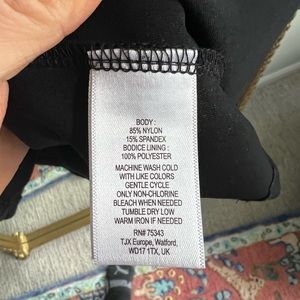 BODY :
85% NYLON
15% SPANDEX
BODICE LINING :
100% POLYESTER
MACHINE WASH COLD
WITH LIKE COLORS
GENTLE CYCLE
ONLY NON-CHLORINE
BLEACH WHEN NEEDED
TUMBLE DRY LOW
WARM IRON IF NEEDED
RN# 75343
TJX Europe, Watford,
WD17 1TX, UK